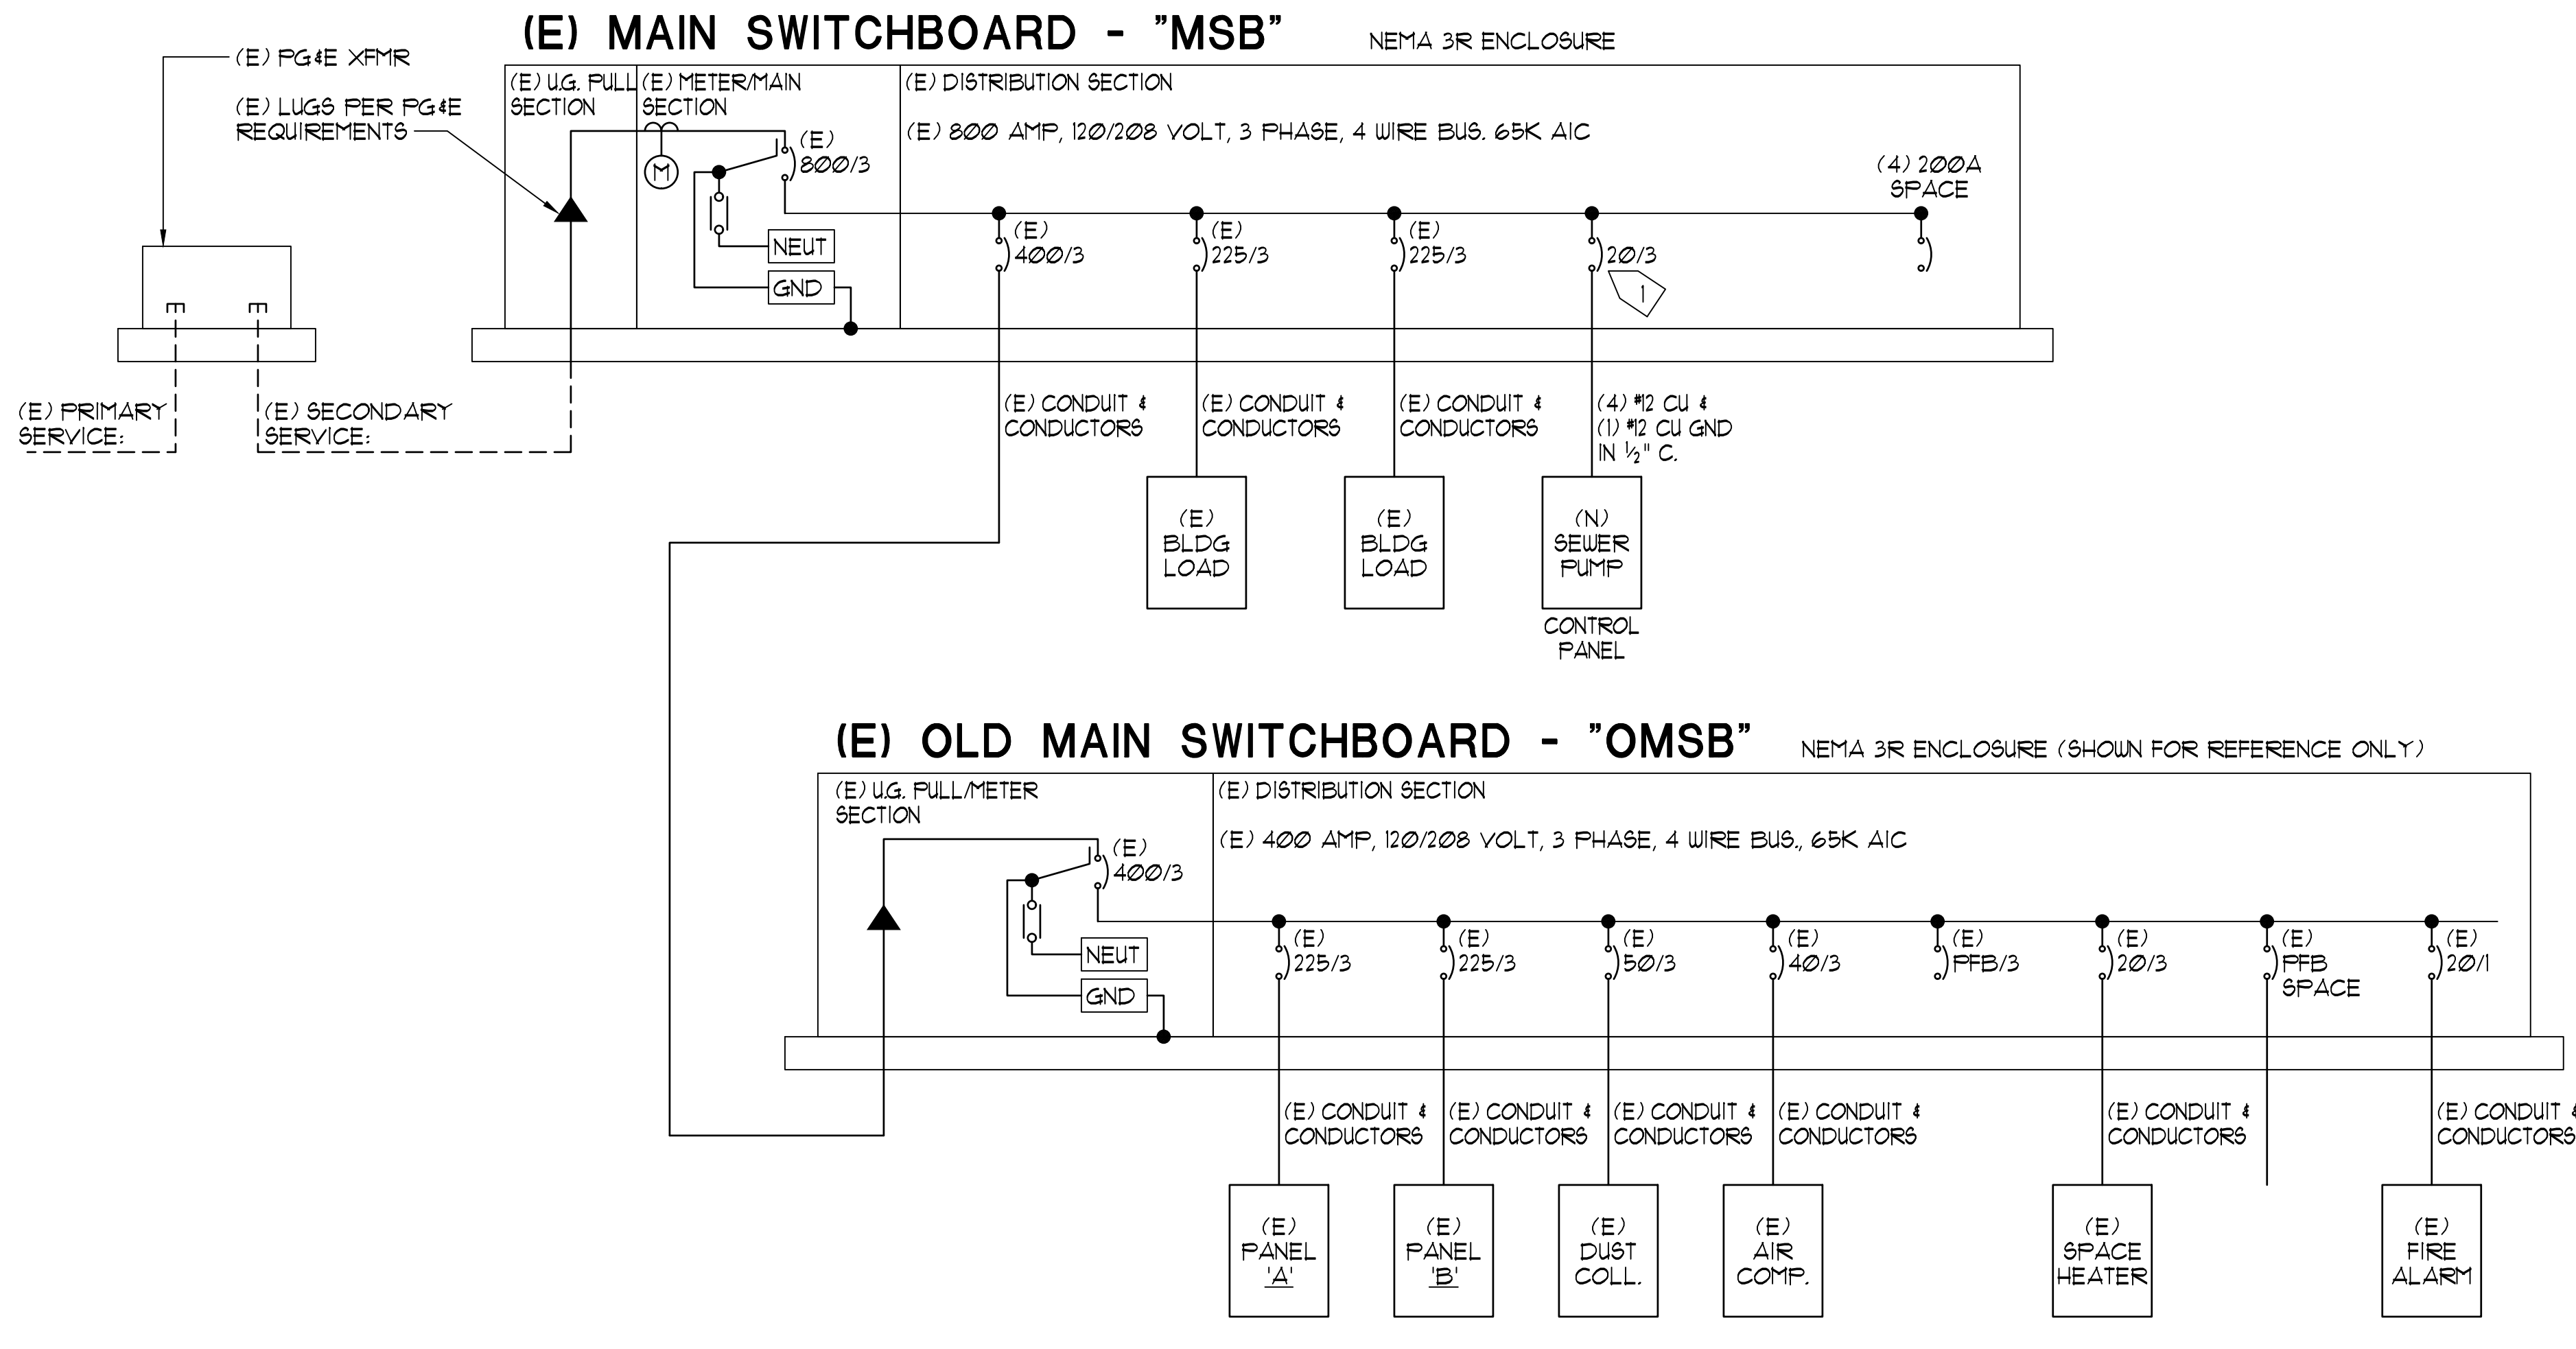 (E) MAIN SWITCHBOARD - "MSB"
NEMA 3R ENCLOSURE
(E) PG&E XFMR
(E) LUGS PER PG&E
REQUIREMENTS
(E) U.G. PULL
SECTION
(E) METER/MAIN
SECTION
(E) DISTRIBUTION SECTION
(E) 800 AMP, 120/208 VOLT, 3 PHASE, 4 WIRE BUS. 65K AIC
(E)
800/3
M
NEUT
GND
(E)
400/3
(E)
225/3
(E)
225/3
20/3
1
(4) 200A
SPACE
(E) PRIMARY
SERVICE:
(E) SECONDARY
SERVICE:
(E) CONDUIT &
CONDUCTORS
(E) CONDUIT &
CONDUCTORS
(E) CONDUIT &
CONDUCTORS
(4) #12 CU &
(1) #12 CU GND
IN ½" C.
(E)
BLDG
LOAD
(E)
BLDG
LOAD
(N)
SEWER
PUMP
CONTROL
PANEL
(E) OLD MAIN SWITCHBOARD - "OMSB"
NEMA 3R ENCLOSURE (SHOWN FOR REFERENCE ONLY)
(E) U.G. PULL/METER
SECTION
(E) DISTRIBUTION SECTION
(E) 400 AMP, 120/208 VOLT, 3 PHASE, 4 WIRE BUS., 65K AIC
(E)
400/3
NEUT
GND
(E)
225/3
(E)
225/3
(E)
50/3
(E)
40/3
(E)
PFB/3
(E)
20/3
(E)
PFB
SPACE
(E)
20/1
(E) CONDUIT &
CONDUCTORS
(E) CONDUIT &
CONDUCTORS
(E) CONDUIT &
CONDUCTORS
(E) CONDUIT &
CONDUCTORS
(E) CONDUIT &
CONDUCTORS
(E) CONDUIT &
CONDUCTORS
(E)
PANEL
'A'
(E)
PANEL
'B'
(E)
DUST
COLL.
(E)
AIR
COMP.
(E)
SPACE
HEATER
(E)
FIRE
ALARM